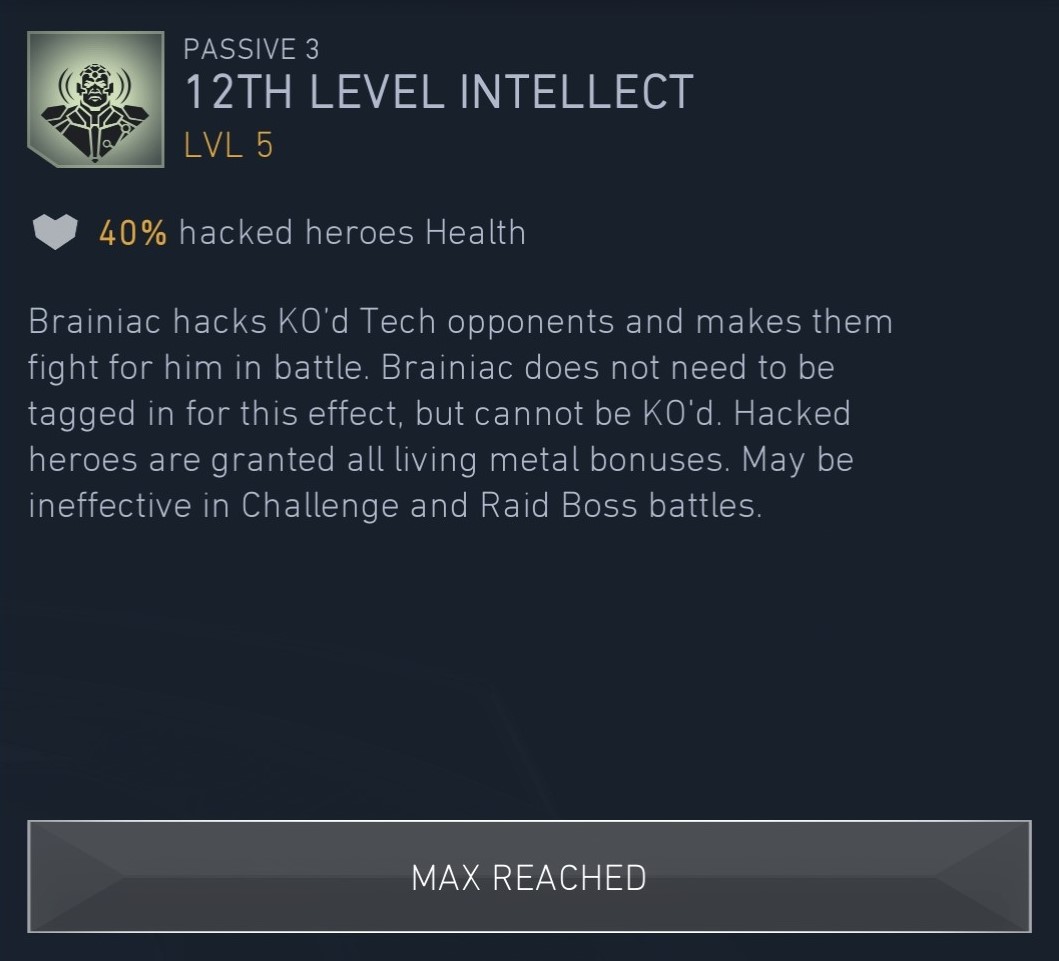 PASSIVE 3
12TH LEVEL INTELLECT
LVL 5
40% hacked heroes Health
Brainiac hacks KO'd Tech opponents and makes them
fight for him in battle. Brainiac does not need to be
tagged in for this effect, but cannot be KO'd. Hacked
heroes are granted all living metal bonuses. May be
ineffective in Challenge and Raid Boss battles.
MAX REACHED